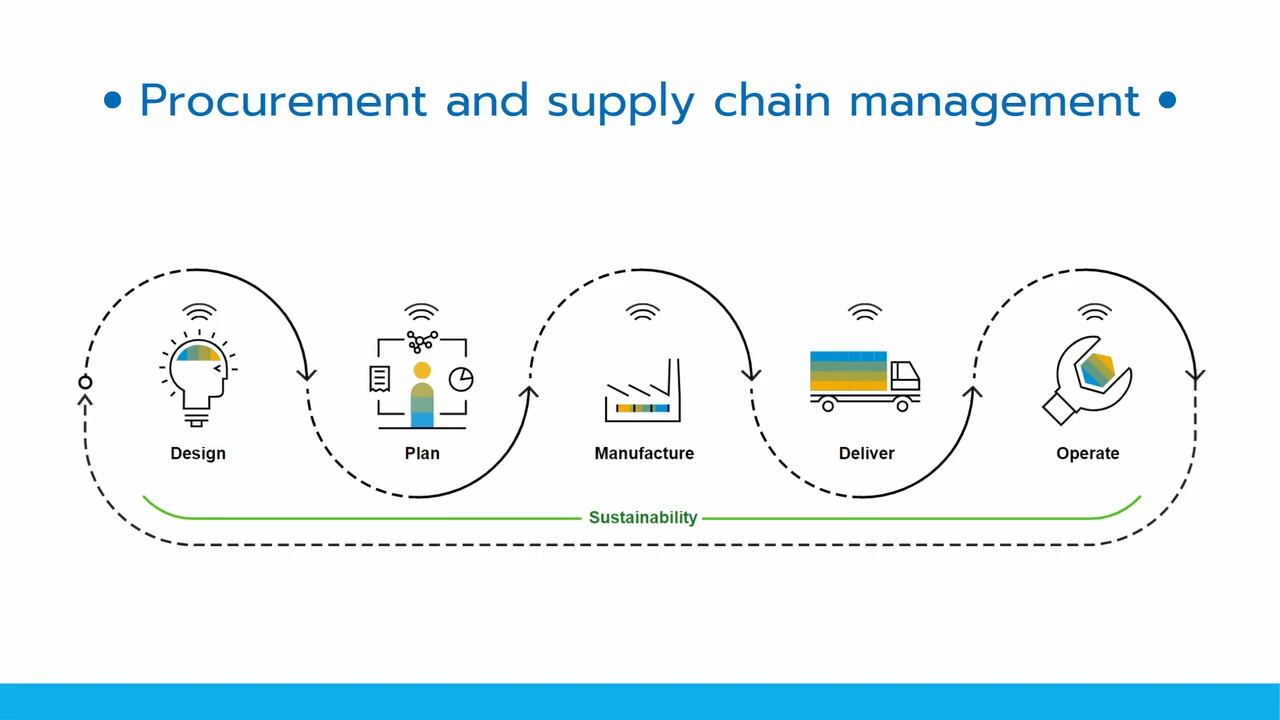 • Procurement and supply chain management •
Design
Plan
Manufacture
Deliver
Operate
Sustainability